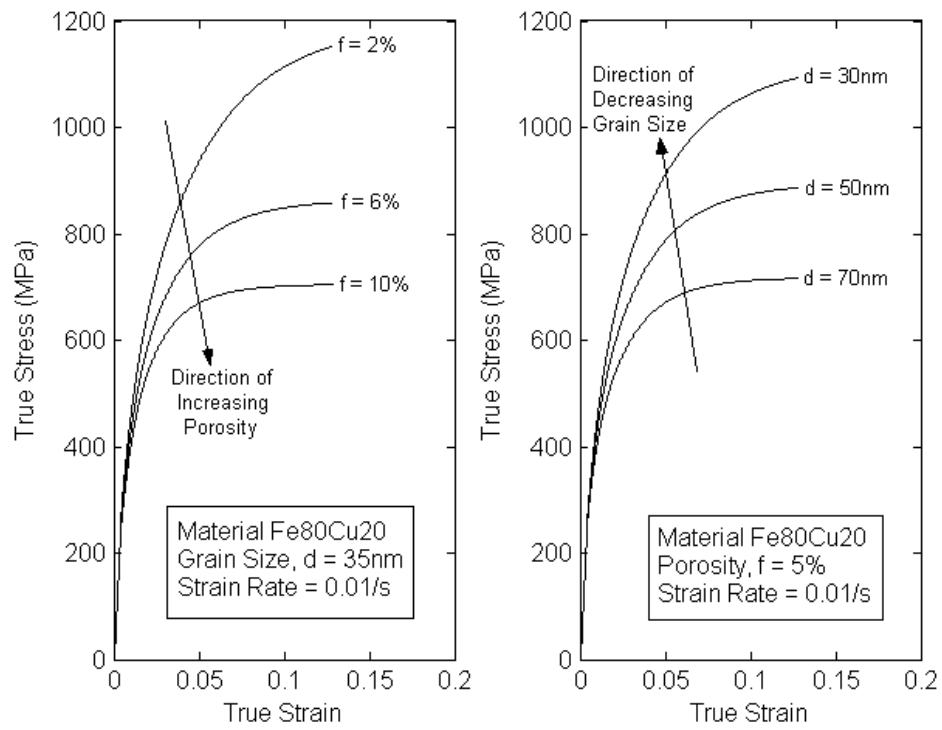 1200
1000
800
600
400
200
0
True Stress (MPa)
f = 2%
f = 6%
f = 10%
Direction of
Increasing
Porosity
Material Fe80Cu20
Grain Size, d = 35nm
Strain Rate = 0.01/s
0 0.05 0.1 0.15 0.2
True Strain
1200
1000
800
600
400
200
0
True Stress (MPa)
Direction of
Decreasing
Grain Size
d = 30nm
d = 50nm
d = 70nm
Material Fe80Cu20
Porosity, f = 5%
Strain Rate = 0.01/s
0 0.05 0.1 0.15 0.2
True Strain